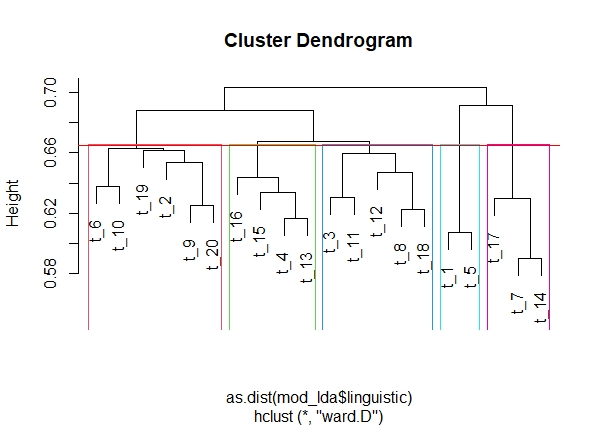 Cluster Dendrogram
Height
0.70
0.66
0.62
0.58
t_6
t_10
t_19
t_2
t_9
t_20
t_16
t_15
t_4
t_13
t_3
t_11
t_12
t_8
t_18
t_1
t_5
t_17
t_7
t_14
as.dist(mod_lda$linguistic)
hclust (*, "ward.D")